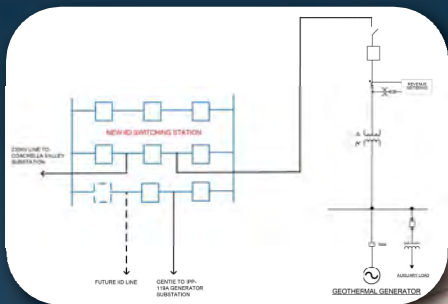 REVENUE
METERING
NEW IID SWITCHING STATION
230KV LINE TO
COACHELLA VALLEY
SUBSTATION
FUTURE IID LINE
GENTIE TO IPP-
119A GENERATOR
SUBSTATION
AUXILIARY LOAD
GEOTHERMAL GENERATOR